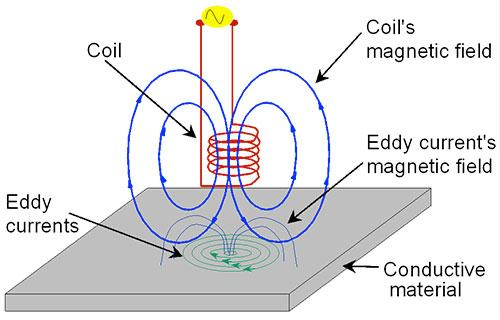 Coil
Coil's
magnetic field
Eddy current's
magnetic field
Eddy
currents
Conductive
material